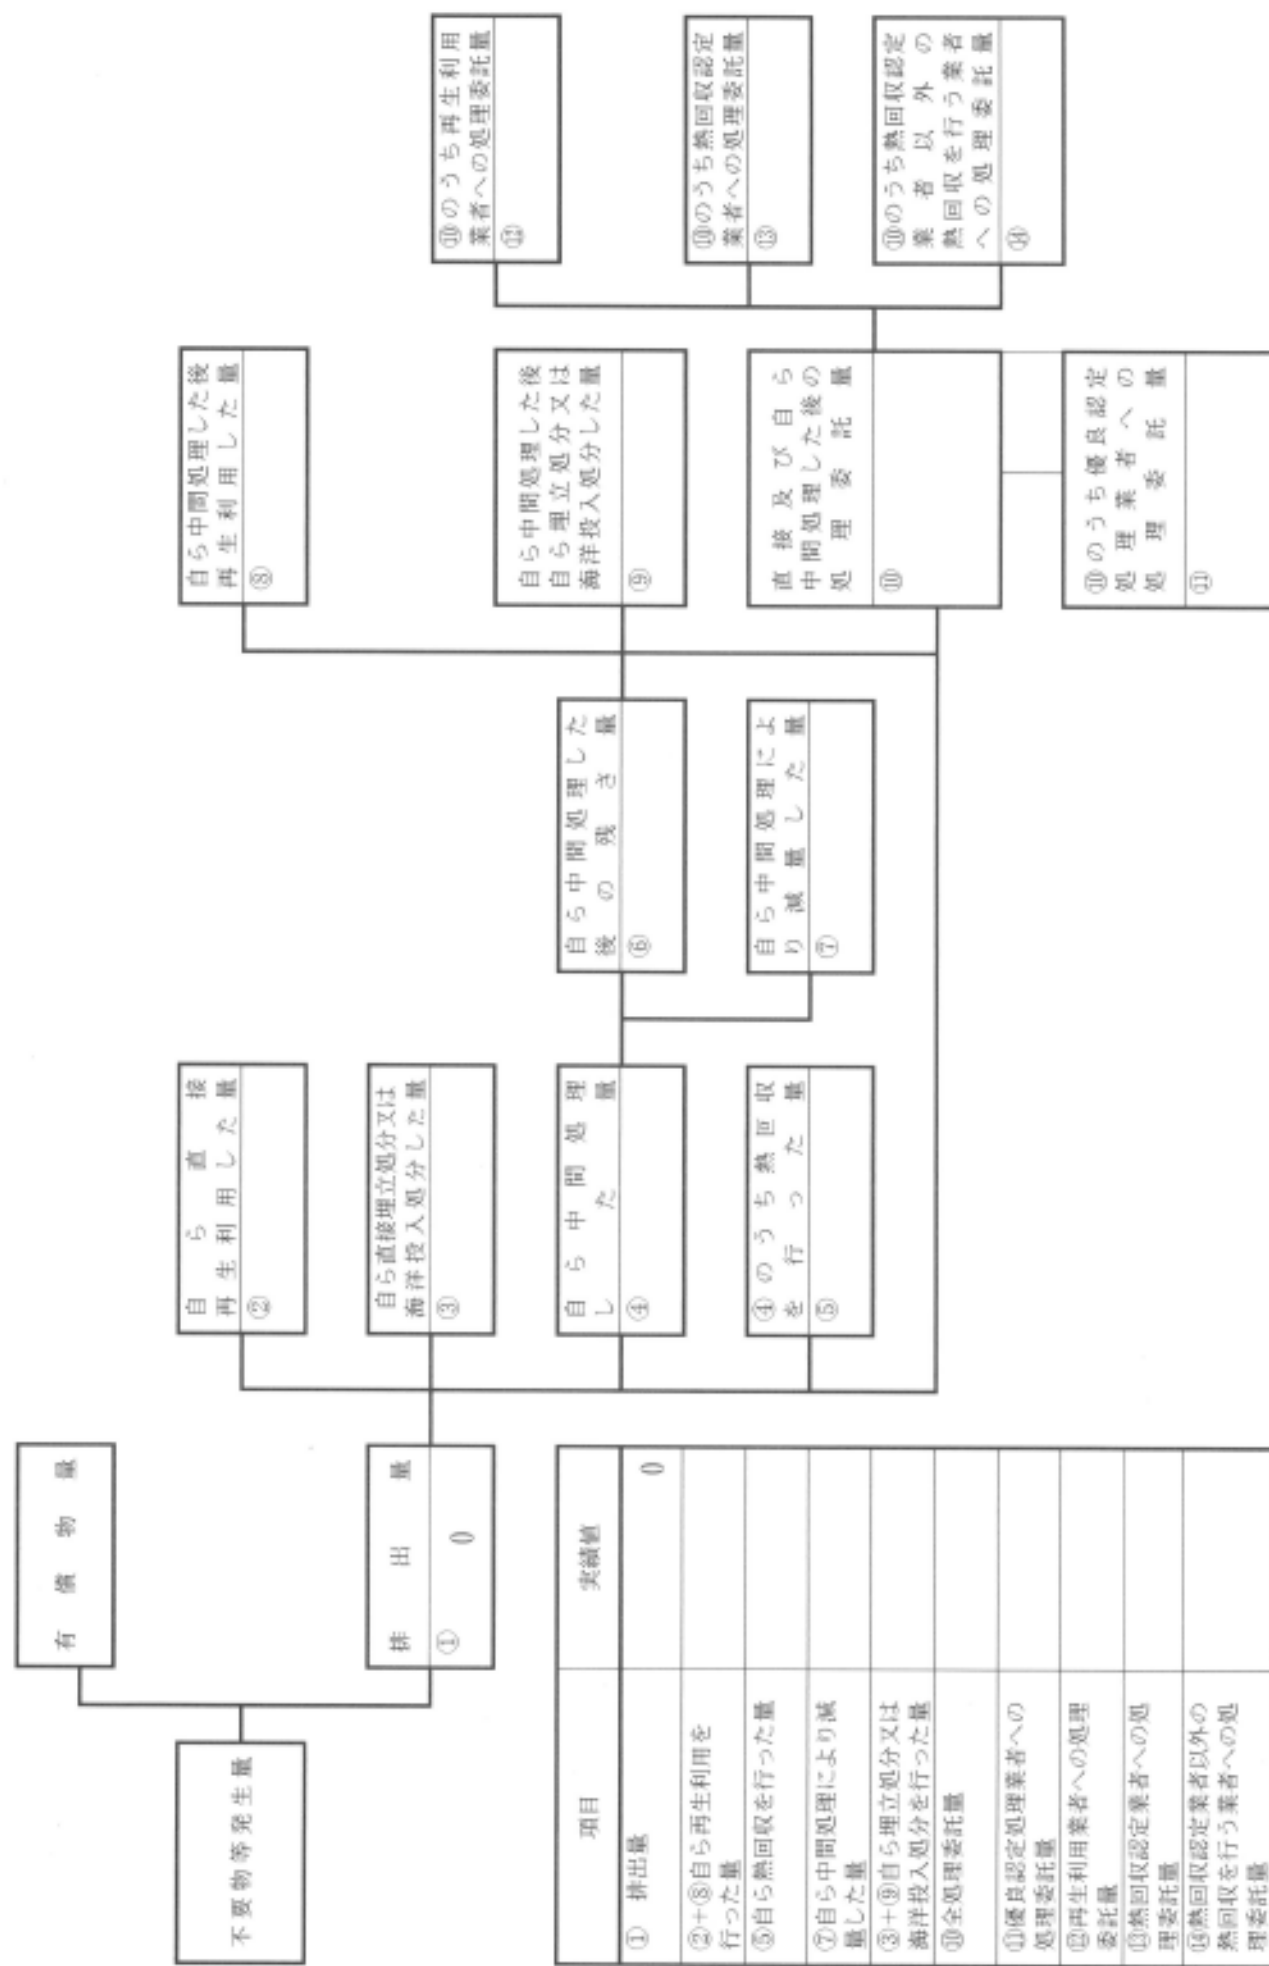 不要物等発生量
有償物量
排出量
① 0
自ら直接
再生利用した量
②
自ら直接埋立処分又は
海洋投入処分した量
③
自ら中間処理
した量
④
④のうち熱回収
を行った量
⑤
自ら中間処理した
後の残さ量
⑥
自ら中間処理によ
り減量した量
⑦
自ら中間処理した後
再生利用した量
⑧
自ら中間処理した後
自ら埋立処分又は
海洋投入処分した量
⑨
直接及び自ら
中間処理した後の
処理委託量
⑩
⑩のうち優良認定
処理業者への
処理委託量
⑪
⑩のうち再生利用
業者への処理委託量
⑫
⑩のうち熱回収認定
業者への処理委託量
⑬
⑩のうち熱回収認定
業者以外の
熱回収を行う業者
への処理委託量
⑭
項目 実績値
① 排出量 0
②+⑧自ら再生利用を
行った量
⑤自ら熱回収を行った量
⑦自ら中間処理により減
量した量
③+⑨自ら埋立処分又は
海洋投入処分を行った量
⑩全処理委託量
⑪優良認定処理業者への
処理委託量
⑫再生利用業者への処理
委託量
⑬熱回収認定業者への処
理委託量
⑭熱回収認定業者以外の
熱回収を行う業者への処
理委託量